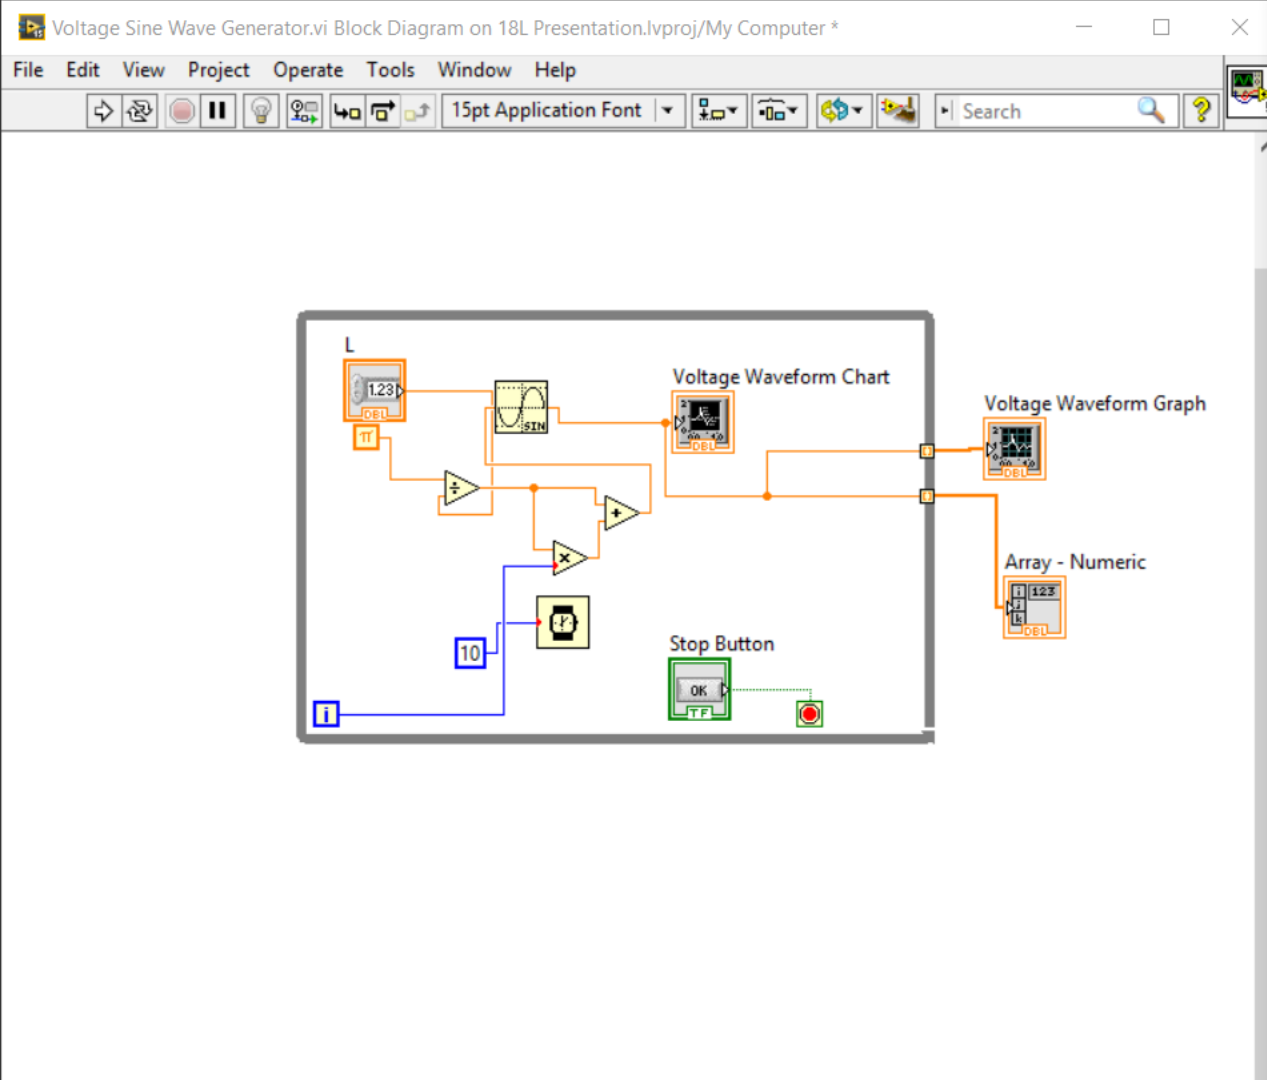 Voltage Sine Wave Generator.vi Block Diagram on 18L Presentation.lvproj/My Computer *
File Edit View Project Operate Tools Window Help
15pt Application Font Search ?
L
1.23
DBL
π
SIN
÷
+
×
10
i
Voltage Waveform Chart
DBL
Voltage Waveform Graph
DBL
Array - Numeric
i 123
j
k
DBL
Stop Button
OK
TF